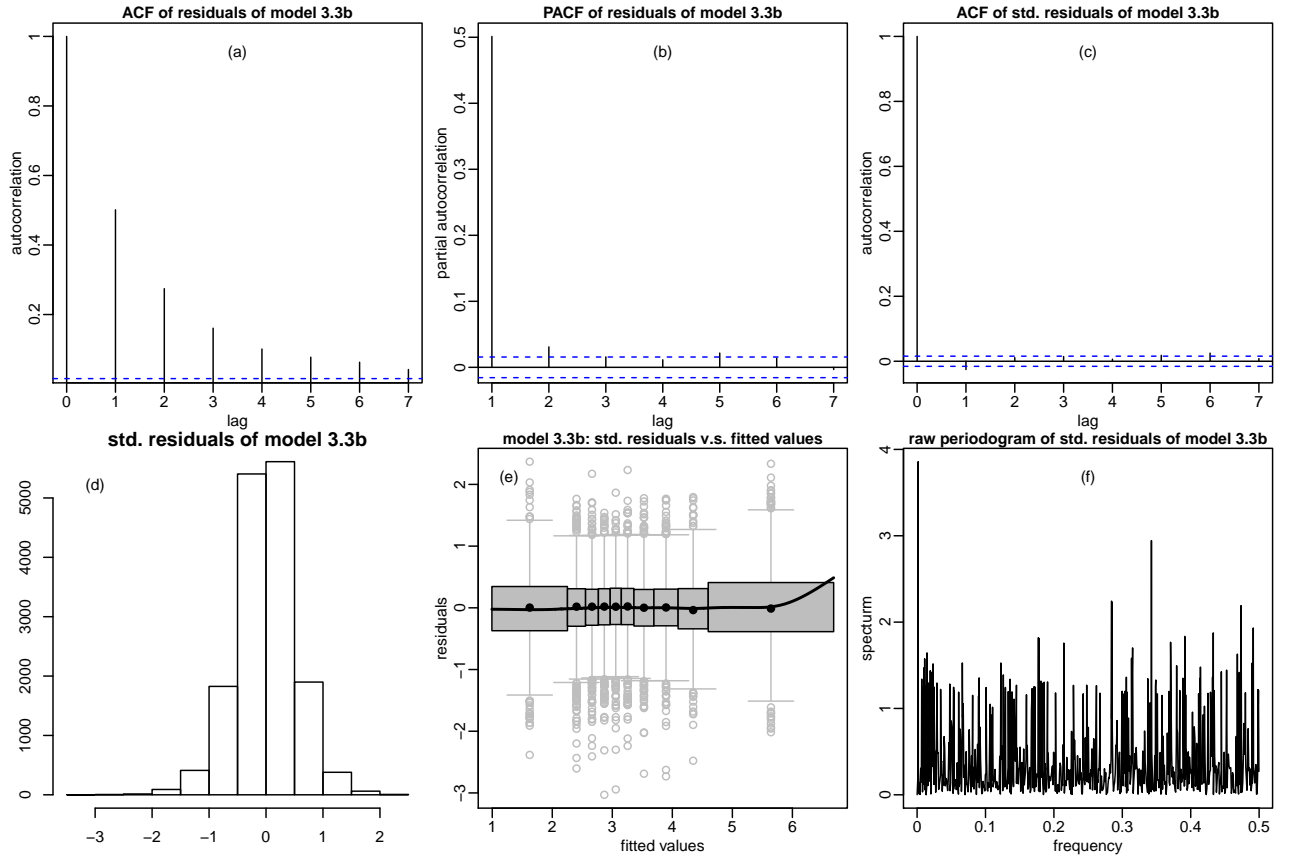 ACF of residuals of model 3.3b
(a)
autocorrelation
1
0.8
0.6
0.4
0.2
0 1 2 3 4 5 6 7
lag
PACF of residuals of model 3.3b
(b)
partial autocorrelation
0.5
0.4
0.3
0.2
0.1
0
1 2 3 4 5 6 7
lag
ACF of std. residuals of model 3.3b
(c)
autocorrelation
1
0.8
0.6
0.4
0.2
0
0 1 2 3 4 5 6 7
lag
std. residuals of model 3.3b
(d)
5000
4000
3000
2000
1000
0
−3 −2 −1 0 1 2
model 3.3b: std. residuals v.s. fitted values
(e)
residuals
2
1
0
−1
−2
−3
1 2 3 4 5 6
fitted values
raw periodogram of std. residuals of model 3.3b
(f)
specturm
4
3
2
1
0
0 0.1 0.2 0.3 0.4 0.5
frequency